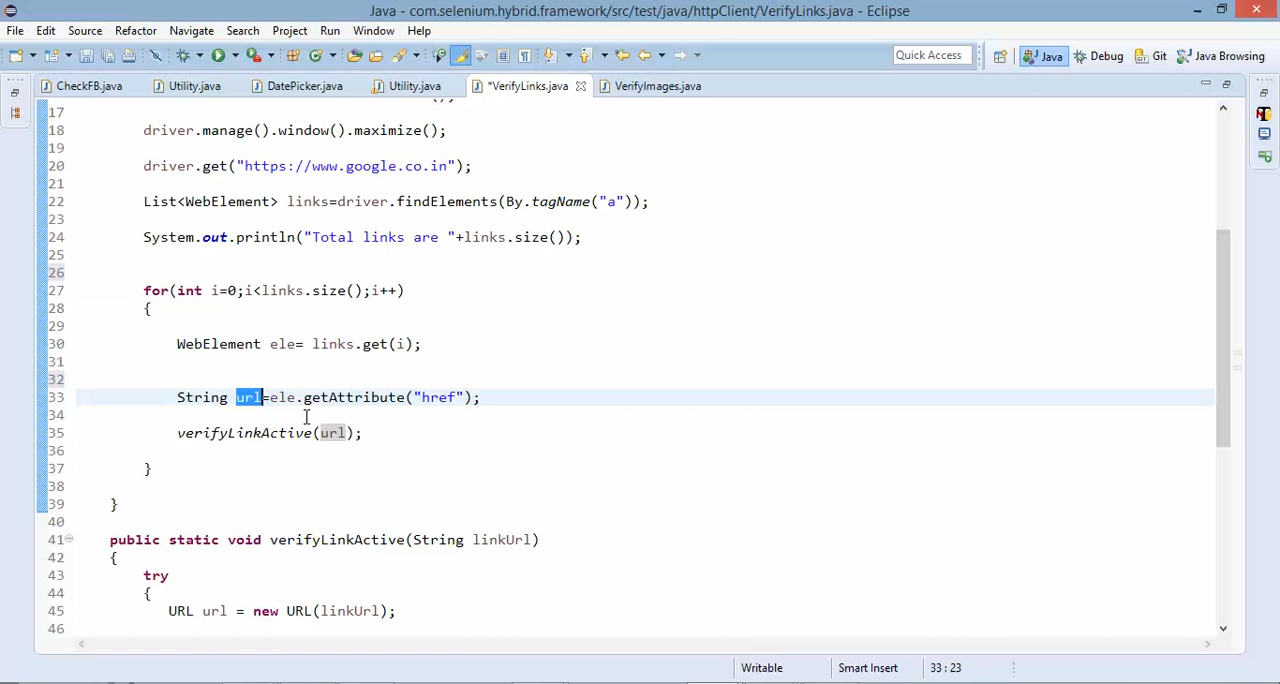 Java - com.selenium.hybrid.framework/src/test/java/httpClient/VerifyLinks.java - Eclipse
File Edit Source Refactor Navigate Search Project Run Window Help
Quick Access Java Debug Git Java Browsing
CheckFB.java Utility.java DatePicker.java Utility.java *VerifyLinks.java VerifyImages.java
17
18 driver.manage().window().maximize();
19
20 driver.get("https://www.google.co.in");
21
22 List<WebElement> links=driver.findElements(By.tagName("a"));
23
24 System.out.println("Total links are "+links.size());
25
26
27 for(int i=0;i<links.size();i++)
28 {
29
30 WebElement ele= links.get(i);
31
32
33 String url=ele.getAttribute("href");
34
35 verifyLinkActive(url);
36
37 }
38
39 }
40
41 public static void verifyLinkActive(String linkUrl)
42 {
43 try
44 {
45 URL url = new URL(linkUrl);
46
Writable Smart Insert 33 : 23